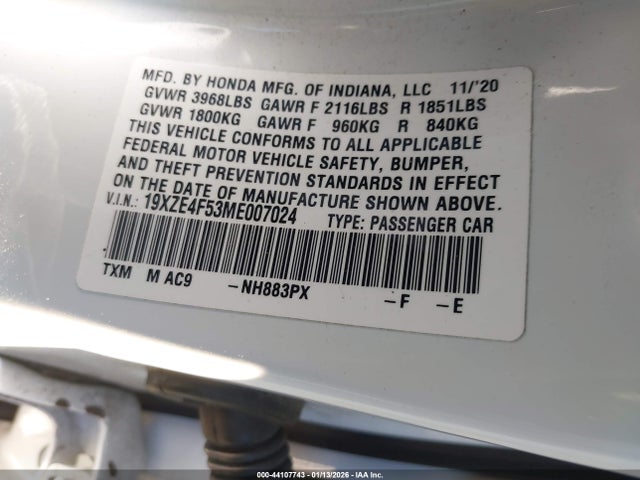 MFD. BY HONDA MFG. OF INDIANA, LLC 11/'20
GVWR 3968LBS GAWR F 2116LBS R 1851LBS
GVWR 1800KG GAWR F 960KG R 840KG
THIS VEHICLE CONFORMS TO ALL APPLICABLE
FEDERAL MOTOR VEHICLE SAFETY, BUMPER,
AND THEFT PREVENTION STANDARDS IN EFFECT
ON THE DATE OF MANUFACTURE SHOWN ABOVE.
V.I.N.: 19XZE4F53ME007024 TYPE: PASSENGER CAR
TXM M AC9 -NH883PX -F -E
000-44107743 - 01/13/2026 - IAAI.com